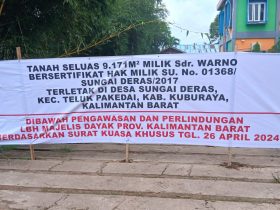 TANAH SELUAS 9.171M² MILIK Sdr. WARNO
BERSERTIFIKAT HAK MILIK SU. No. 01368/
SUNGAI DERAS/2017
TERLETAK DI DESA SUNGAI DERAS,
KEC. TELUK PAKEDAI, KAB. KUBURAYA,
KALIMANTAN BARAT
DIBAWAH PENGAWASAN DAN PERLINDUNGAN
LBH MAJELIS DAYAK PROV. KALIMANTAN BARAT
BERDASARKAN SURAT KUASA KHUSUS TGL. 26 APRIL 2024